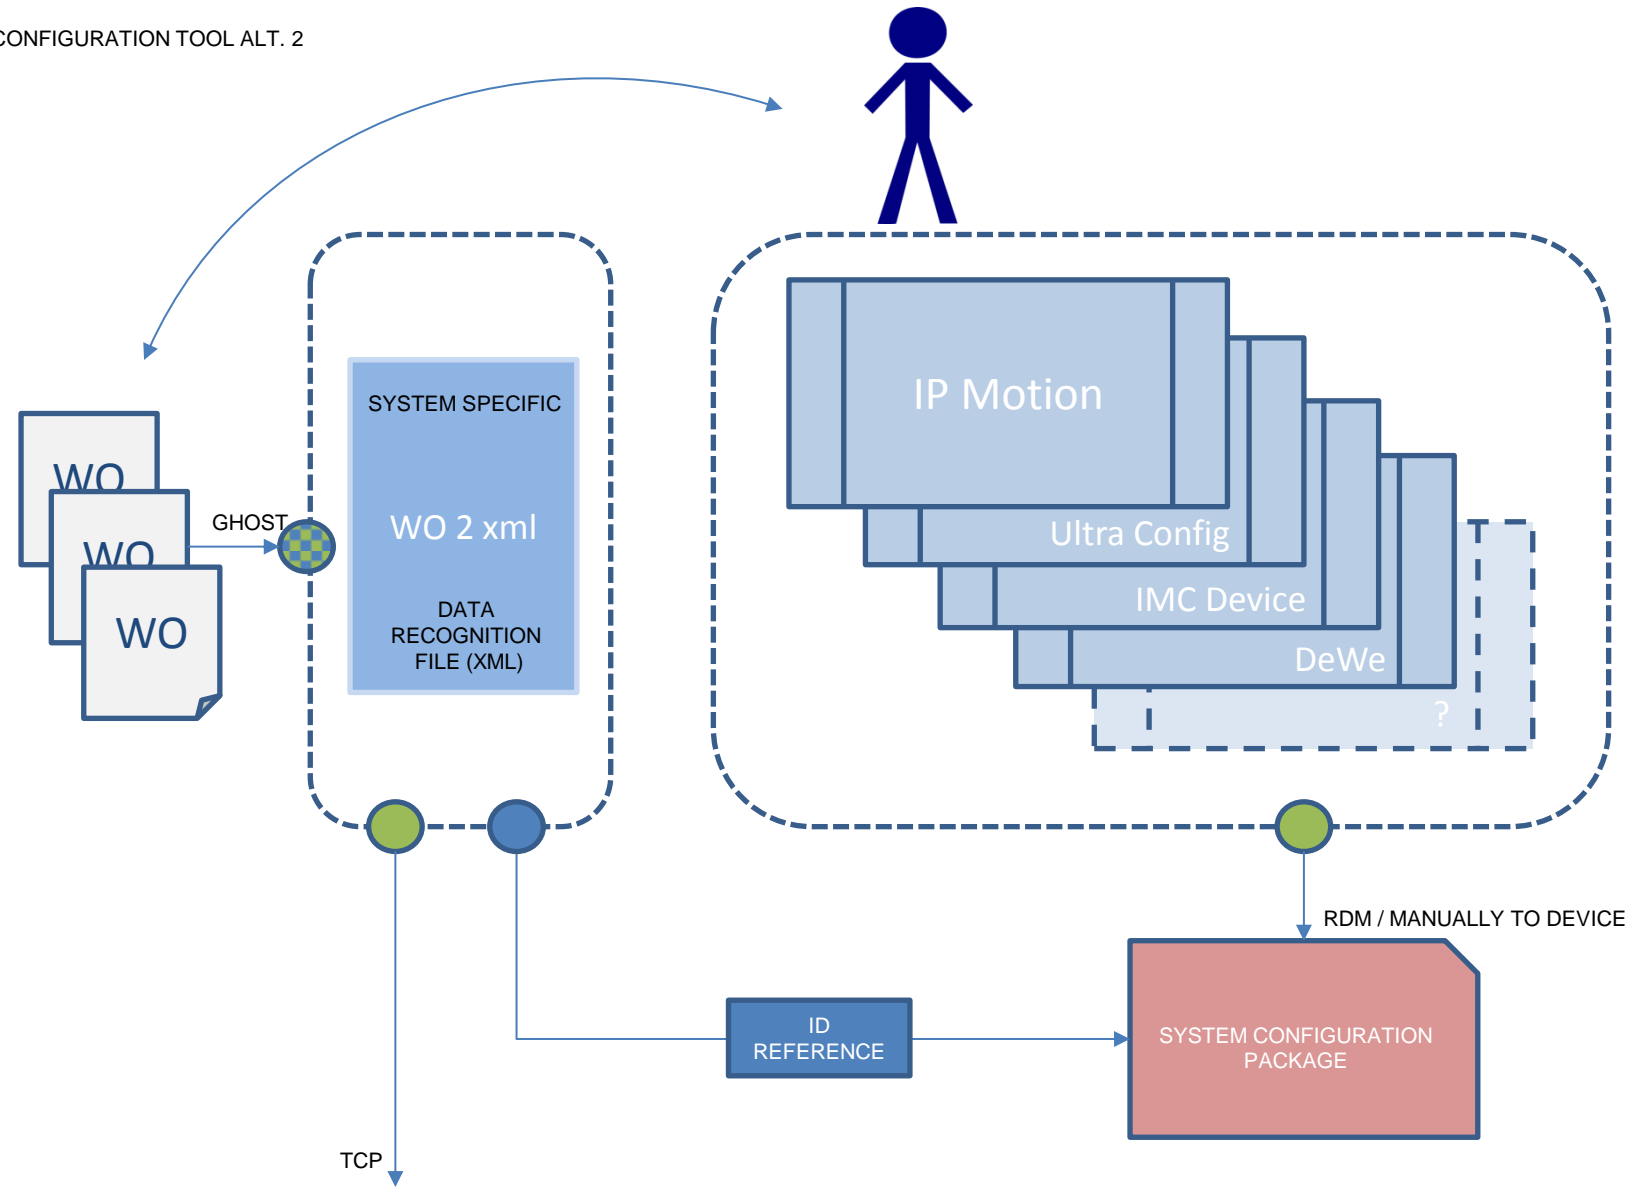 CONFIGURATION TOOL ALT. 2
IP Motion
SYSTEM SPECIFIC
WO
WO
WO
GHOST
WO 2 xml
Ultra Config
IMC Device
DATA
RECOGNITION
FILE (XML)
DeWe
?
RDM / MANUALLY TO DEVICE
ID
REFERENCE
SYSTEM CONFIGURATION
PACKAGE
TCP